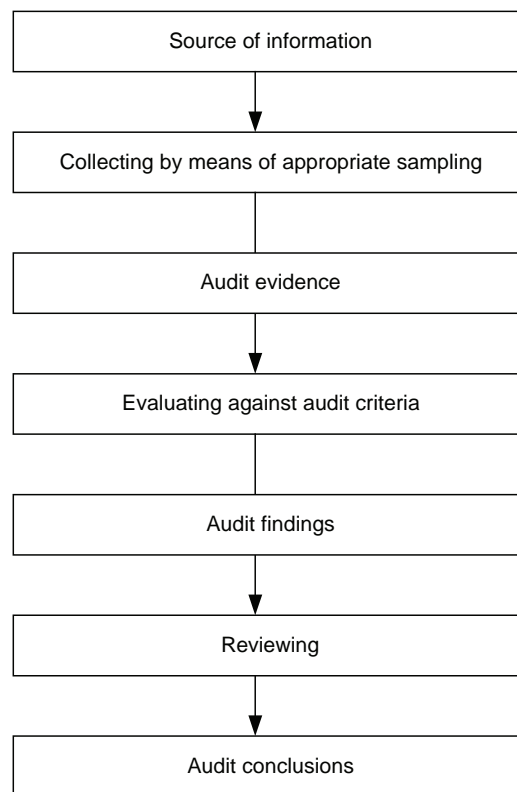 Source of information
Collecting by means of appropriate sampling
Audit evidence
Evaluating against audit criteria
Audit findings
Reviewing
Audit conclusions